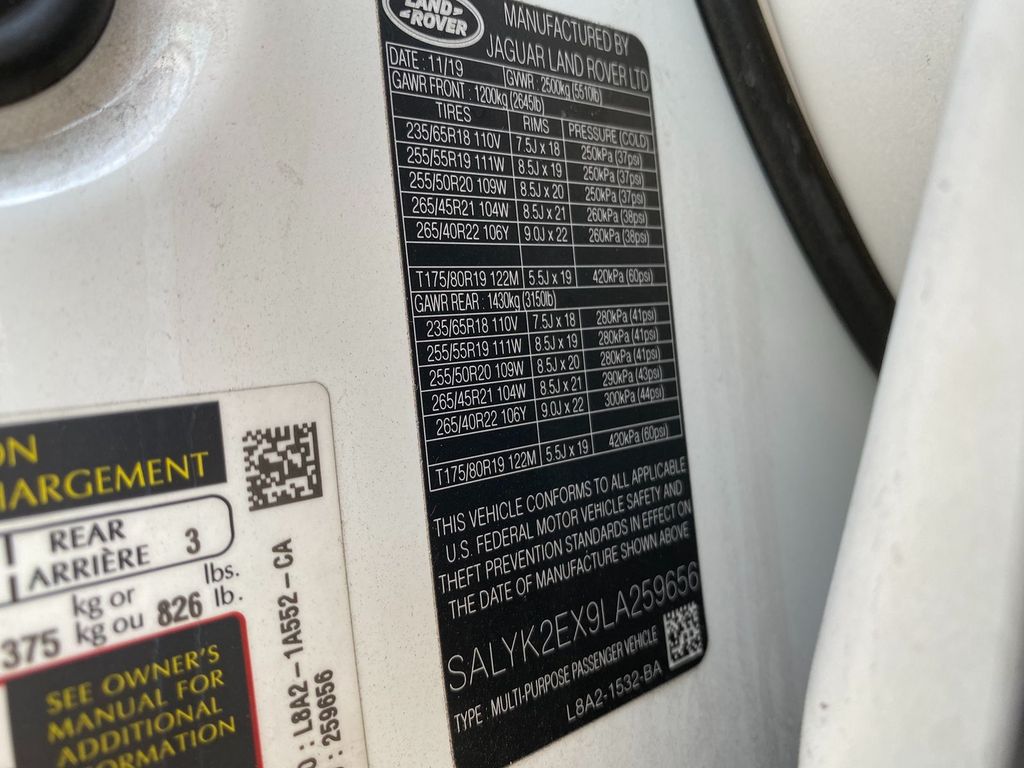 LAND
ROVER
MANUFACTURED BY
JAGUAR LAND ROVER LTD
DATE : 11/19 GVWR : 2500kg (5510lb)
GAWR FRONT : 1200kg (2645lb)
TIRES RIMS PRESSURE (COLD)
235/65R18 110V 7.5J x 18 250kPa (37psi)
255/55R19 111W 8.5J x 19 250kPa (37psi)
255/50R20 109W 8.5J x 20 250kPa (37psi)
265/45R21 104W 8.5J x 21 260kPa (38psi)
265/40R22 106Y 9.0J x 22 260kPa (38psi)
T175/80R19 122M 5.5J x 19 420kPa (60psi)
GAWR REAR : 1430kg (3150lb)
235/65R18 110V 7.5J x 18 280kPa (41psi)
255/55R19 111W 8.5J x 19 280kPa (41psi)
255/50R20 109W 8.5J x 20 280kPa (41psi)
265/45R21 104W 8.5J x 21 290kPa (43psi)
265/40R22 106Y 9.0J x 22 300kPa (44psi)
T175/80R19 122M 5.5J x 19 420kPa (60psi)
THIS VEHICLE CONFORMS TO ALL APPLICABLE
U.S. FEDERAL MOTOR VEHICLE SAFETY AND
THEFT PREVENTION STANDARDS IN EFFECT ON
THE DATE OF MANUFACTURE SHOWN ABOVE
SALYK2EX9LA259656
TYPE : MULTI-PURPOSE PASSENGER VEHICLE
L8A2-1532-BA
ON
HARGEMENT
REAR
ARRIÈRE 3
375 kg or
kg ou 826 lbs.
lb.
SEE OWNER'S
MANUAL FOR
ADDITIONAL
FORMATION
: L8A2-1A552-CA
: 259656